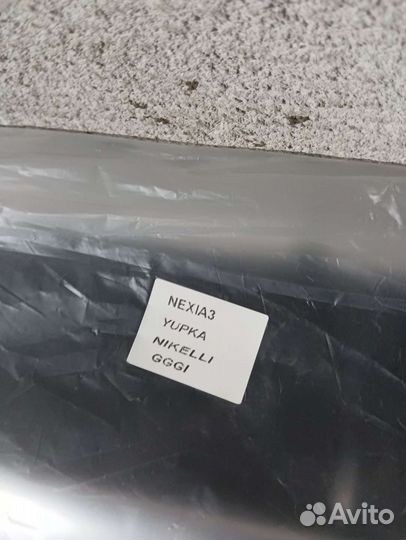 NEXIA3
YUPKA
NIKELLI
GGGI
Avito